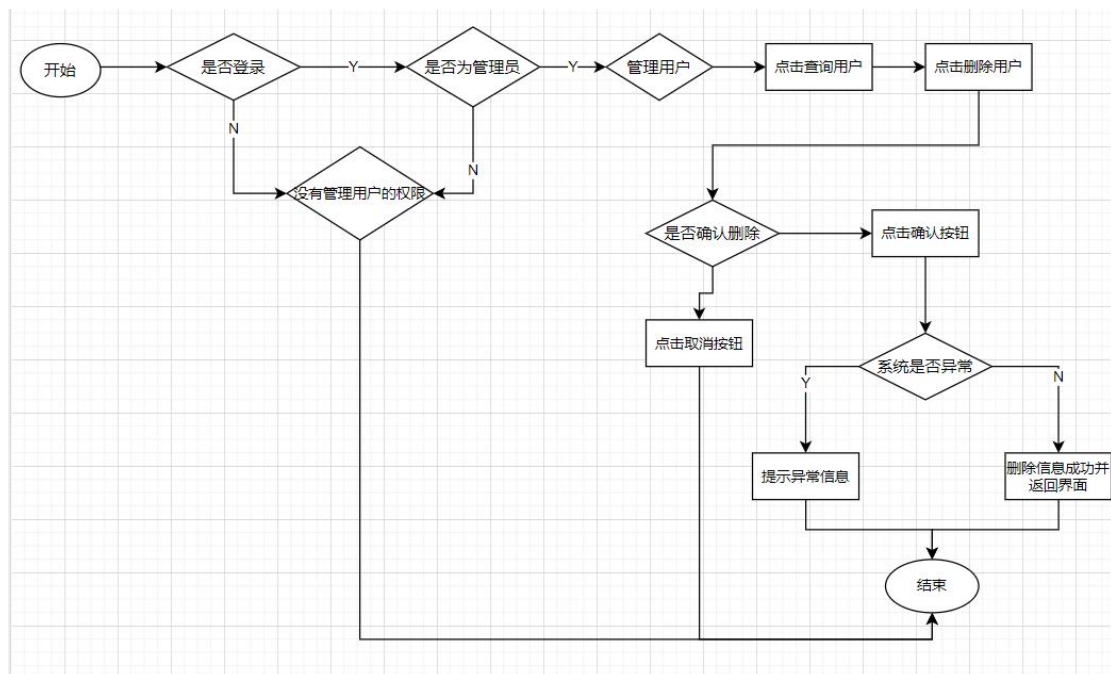 开始
是否登录
Y
是否为管理员
Y
管理用户
点击查询用户
点击删除用户
N
N
没有管理用户的权限
是否确认删除
点击确认按钮
点击取消按钮
系统是否异常
Y
N
提示异常信息
删除信息成功并
返回界面
结束